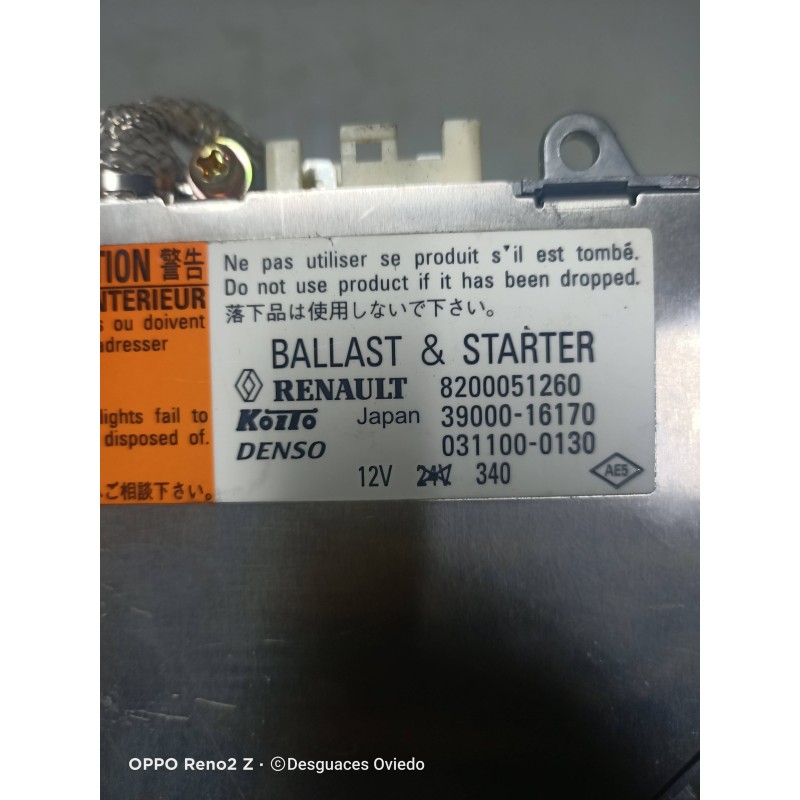 TION 警告
NTERIEUR
s ou doivent
adresser
lights fail to
disposed of.
ご相談下さい。
Ne pas utiliser se produit s'il est tombé.
Do not use product if it has been dropped.
落下品は使用しないで下さい。
BALLAST & STARTER
RENAULT 8200051260
KOITO Japan 39000-16170
DENSO 031100-0130
12V 340
AE5
OPPO Reno2 Z · ©Desguaces Oviedo